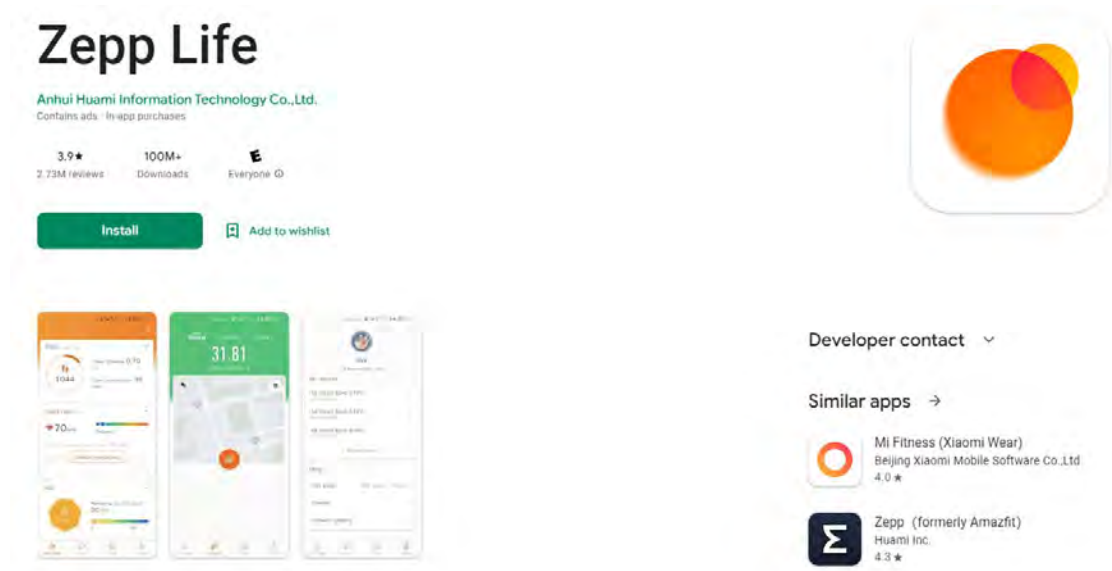 Zepp Life
Anhui Huami Information Technology Co.,Ltd.
Contains ads · In-app purchases
3.9★ 100M+ E
2.73M reviews Downloads Everyone
Install Add to wishlist
31.81
Developer contact
Similar apps →
Mi Fitness (Xiaomi Wear)
Beijing Xiaomi Mobile Software Co.,Ltd
4.0 ★
Zepp (formerly Amazfit)
Huami Inc.
4.3 ★